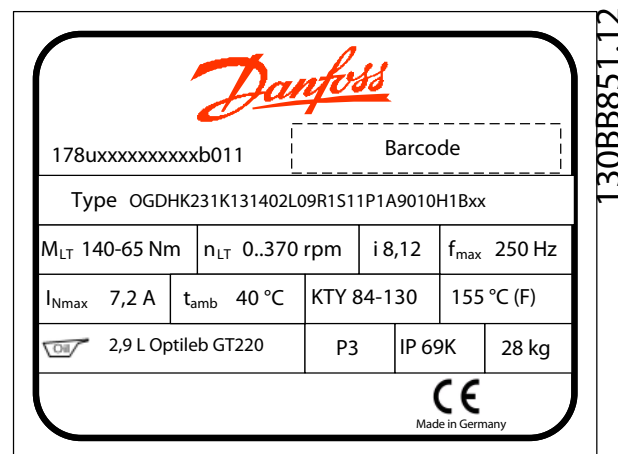 Danfoss
178uxxxxxxxxxxb011
Barcode
Type OGDHK231K131402L09R1S11P1A9010H1Bxx
MLT 140-65 Nm nLT 0..370 rpm i 8,12 fmax 250 Hz
INmax 7,2 A tamb 40 °C KTY 84-130 155 °C (F)
Oil 2,9 L Optileb GT220 P3 IP 69K 28 kg
CE
Made in Germany
130BB851.12